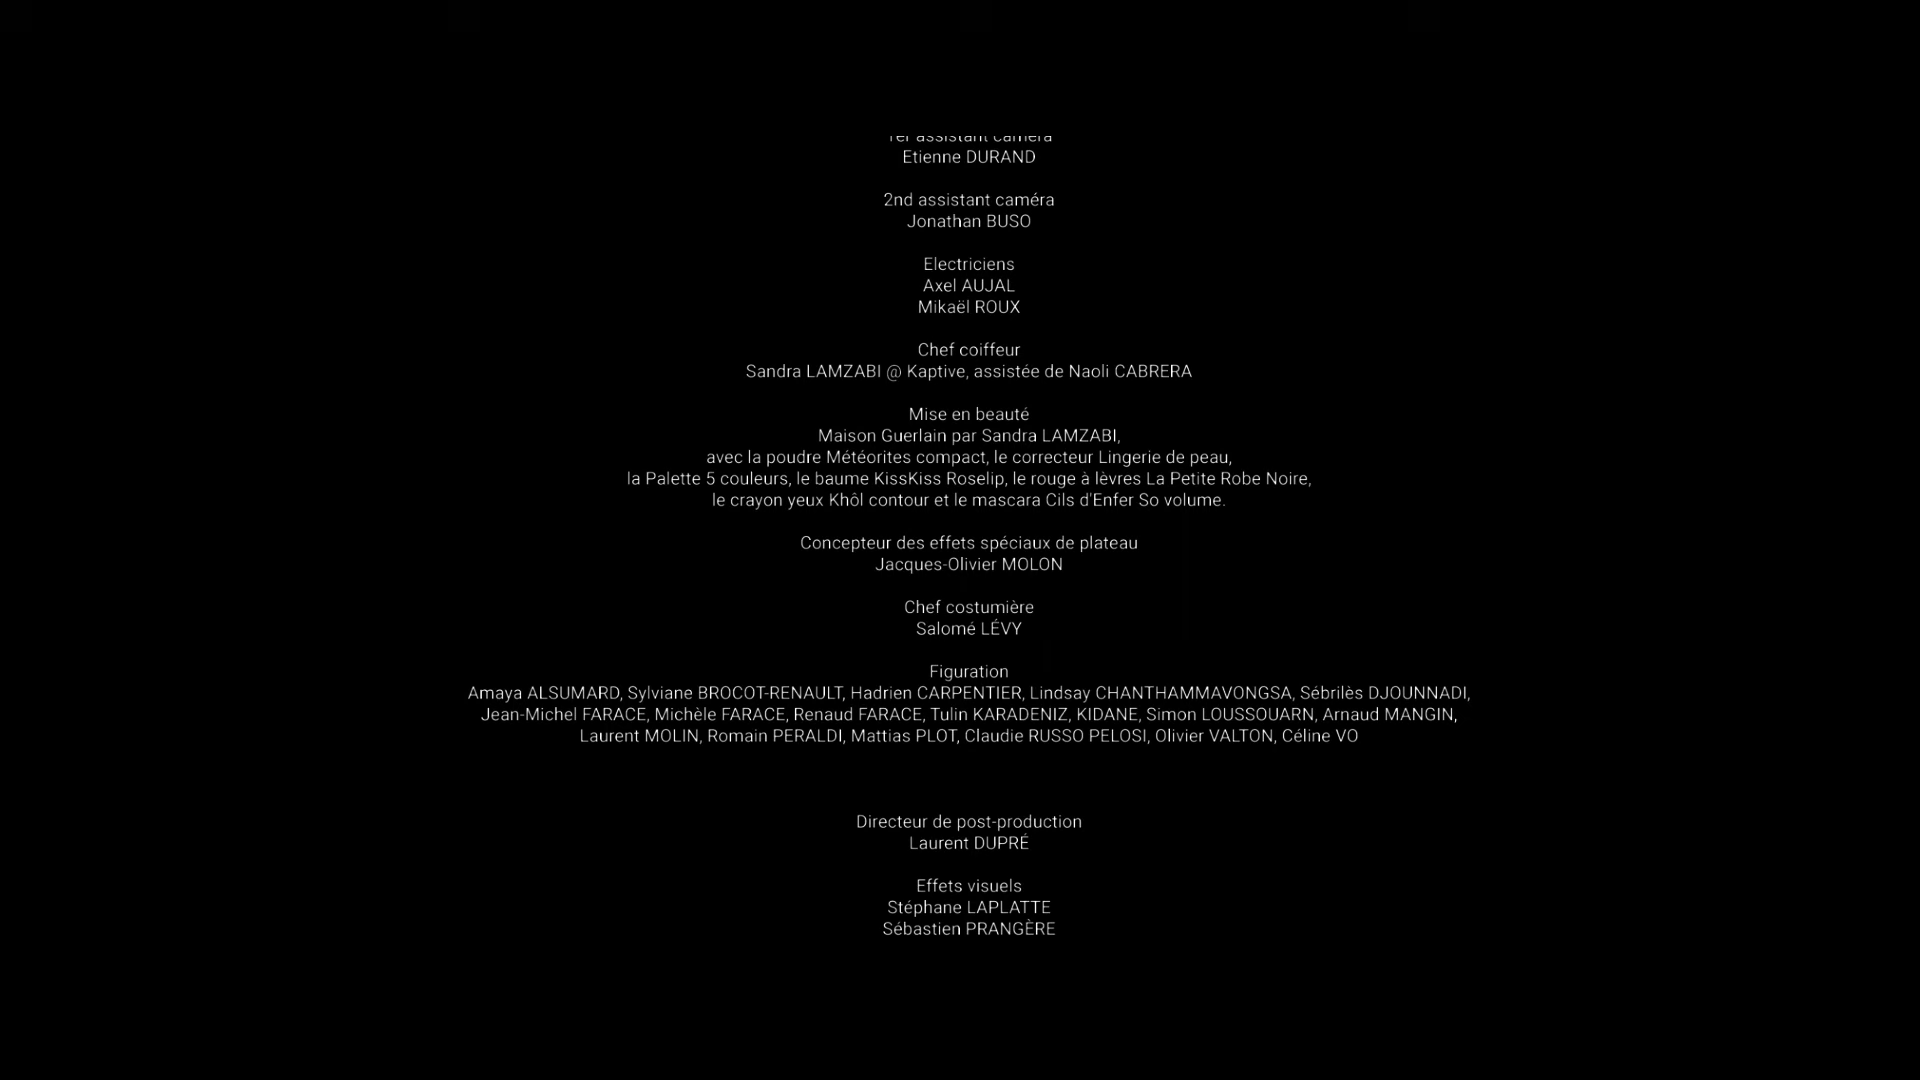 1er assistant caméra
Etienne DURAND
2nd assistant caméra
Jonathan BUSO
Electriciens
Axel AUJAL
Mikaël ROUX
Chef coiffeur
Sandra LAMZABI @ Kaptive, assistée de Naoli CABRERA
Mise en beauté
Maison Guerlain par Sandra LAMZABI,
avec la poudre Météorites compact, le correcteur Lingerie de peau,
la Palette 5 couleurs, le baume KissKiss Roselip, le rouge à lèvres La Petite Robe Noire,
le crayon yeux Khôl contour et le mascara Cils d'Enfer So volume.
Concepteur des effets spéciaux de plateau
Jacques-Olivier MOLON
Chef costumière
Salomé LÉVY
Figuration
Amaya ALSUMARD, Sylviane BROCOT-RENAULT, Hadrien CARPENTIER, Lindsay CHANTHAMMAVONGSA, Sébrilès DJOUNNADI,
Jean-Michel FARACE, Michèle FARACE, Renaud FARACE, Tulin KARADENIZ, KIDANE, Simon LOUSSOUARN, Arnaud MANGIN,
Laurent MOLIN, Romain PERALDI, Mattias PLOT, Claudie RUSSO PELOSI, Olivier VALTON, Céline VO
Directeur de post-production
Laurent DUPRÉ
Effets visuels
Stéphane LAPLATTE
Sébastien PRANGÈRE